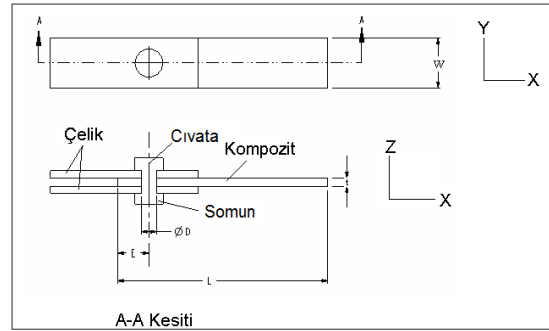 A
A
Y
W
X
Çelik
Cıvata
Kompozit
Z
X
Somun
ØD
E
L
A-A Kesiti